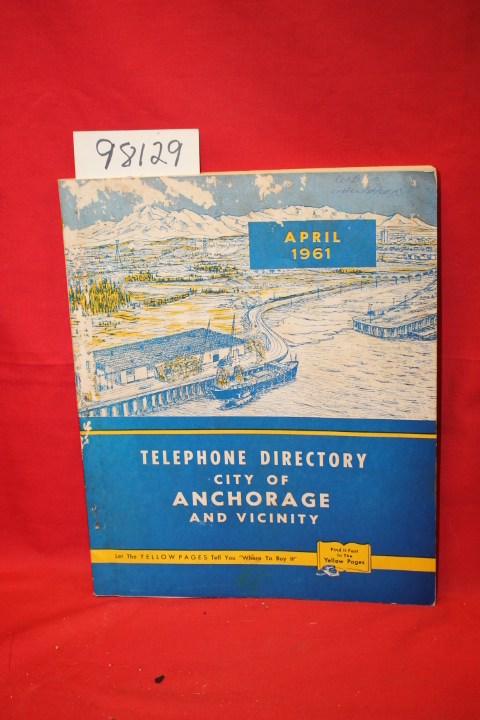 98129
APRIL
1961
TELEPHONE DIRECTORY
CITY OF
ANCHORAGE
AND VICINITY
Let The YELLOW PAGES Tell You "Where To Buy It"
Find It Fast
In The
Yellow Pages